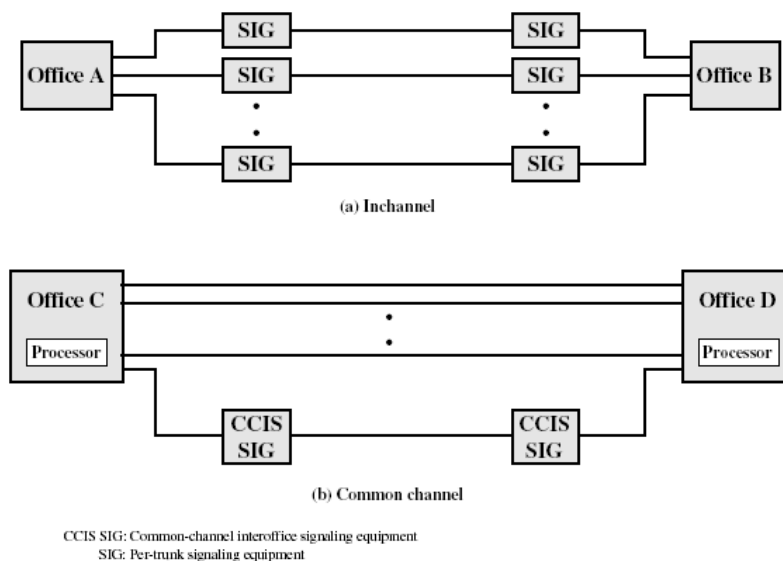 SIG SIG
Office A Office B
SIG SIG
SIG SIG
(a) Inchannel
Office C Office D
Processor Processor
CCIS SIG CCIS SIG
(b) Common channel
CCIS SIG: Common-channel interoffice signaling equipment
SIG: Per-trunk signaling equipment